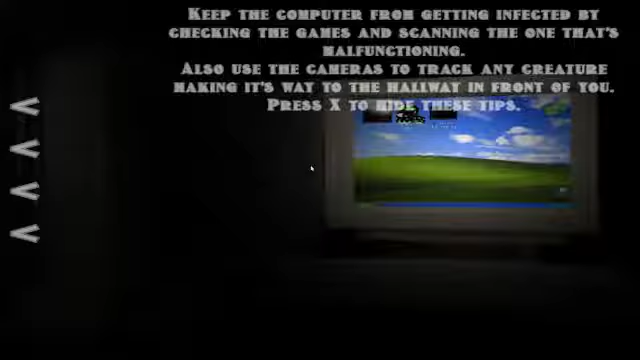 Keep the computer from getting infected by
checking the games and scanning the one that's
malfunctioning.
Also use the cameras to track any creature
making it's way to the hallway in front of you.
Press X to hide these tips.